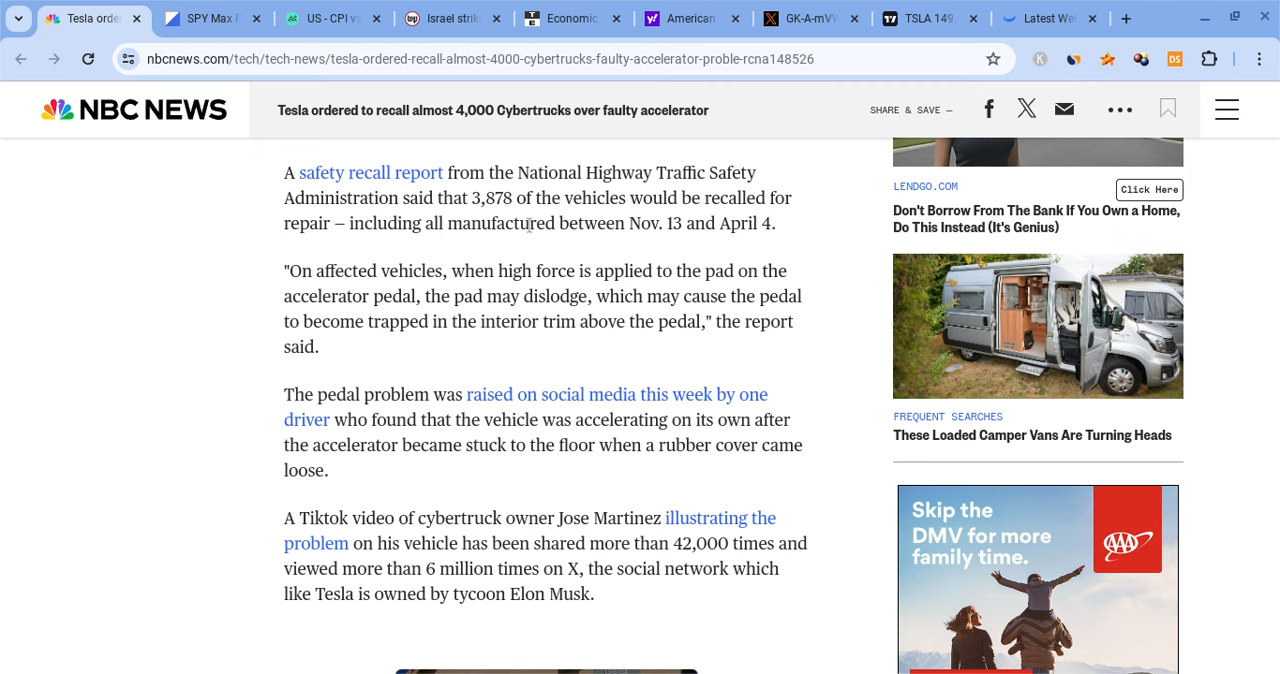 Tesla orde
SPY Max P
US - CPI vs
Israel strik
Economic
American
GK-A-mV
TSLA 149.
Latest We
nbcnews.com/tech/tech-news/tesla-ordered-recall-almost-4000-cybertrucks-faulty-accelerator-proble-rcna148526
K
DS
NBC NEWS
Tesla ordered to recall almost 4,000 Cybertrucks over faulty accelerator
SHARE & SAVE —
A safety recall report from the National Highway Traffic Safety
Administration said that 3,878 of the vehicles would be recalled for
repair — including all manufactured between Nov. 13 and April 4.
"On affected vehicles, when high force is applied to the pad on the
accelerator pedal, the pad may dislodge, which may cause the pedal
to become trapped in the interior trim above the pedal," the report
said.
The pedal problem was raised on social media this week by one
driver who found that the vehicle was accelerating on its own after
the accelerator became stuck to the floor when a rubber cover came
loose.
A Tiktok video of cybertruck owner Jose Martinez illustrating the
problem on his vehicle has been shared more than 42,000 times and
viewed more than 6 million times on X, the social network which
like Tesla is owned by tycoon Elon Musk.
LENDGO.COM
Click Here
Don't Borrow From The Bank If You Own a Home,
Do This Instead (It's Genius)
FREQUENT SEARCHES
These Loaded Camper Vans Are Turning Heads
Skip the
DMV for more
family time.
AAA